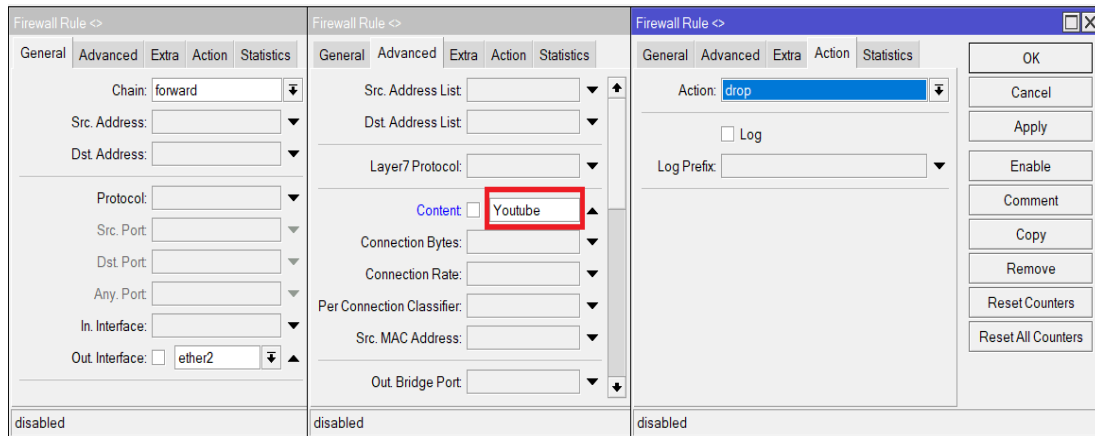 Firewall Rule <>
General Advanced Extra Action Statistics
Chain: forward
Src. Address:
Dst. Address:
Protocol:
Src. Port:
Dst. Port:
Any. Port:
In. Interface:
Out. Interface: ether2
disabled
Firewall Rule <>
General Advanced Extra Action Statistics
Src. Address List:
Dst. Address List:
Layer7 Protocol:
Content: Youtube
Connection Bytes:
Connection Rate:
Per Connection Classifier:
Src. MAC Address:
Out. Bridge Port:
disabled
Firewall Rule <>
General Advanced Extra Action Statistics
Action: drop
Log
Log Prefix:
disabled
OK
Cancel
Apply
Enable
Comment
Copy
Remove
Reset Counters
Reset All Counters